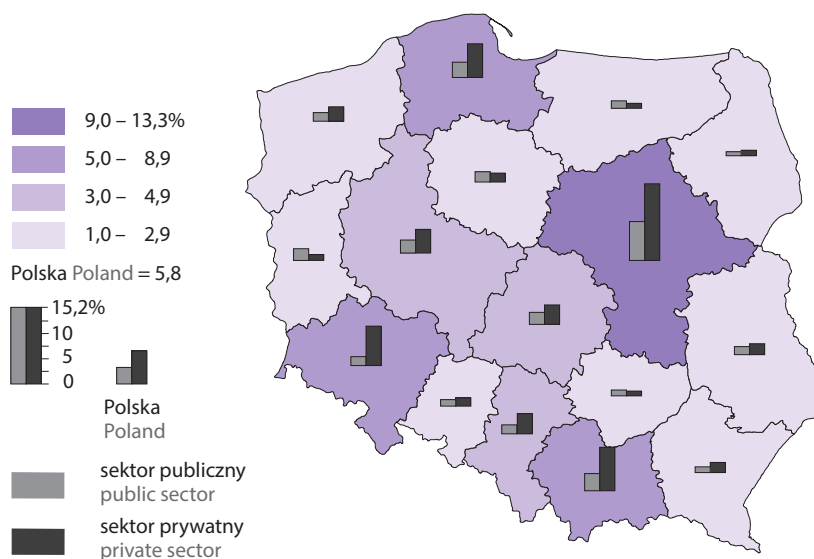 9,0 – 13,3%
5,0 – 8,9
3,0 – 4,9
1,0 – 2,9
Polska Poland = 5,8
15,2%
10
5
0
Polska
Poland
sektor publiczny
public sector
sektor prywatny
private sector